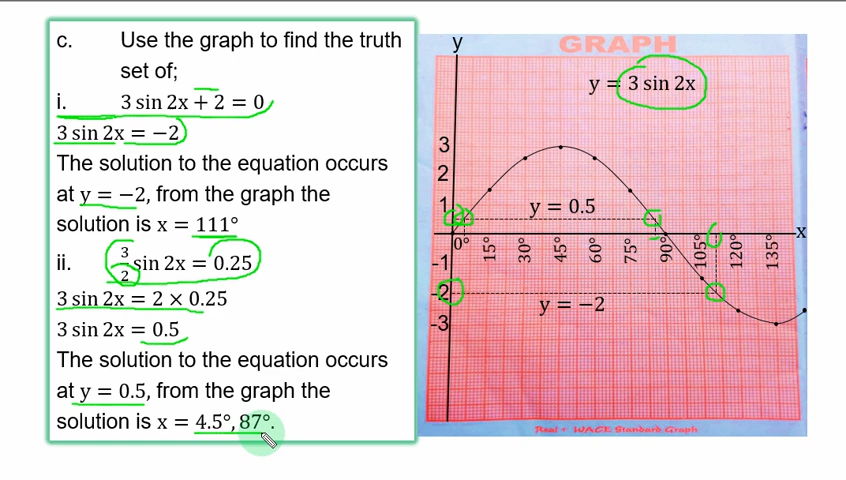 c. Use the graph to find the truth
set of;
i. 3 sin 2x + 2 = 0
3 sin 2x = −2
The solution to the equation occurs
at y = −2, from the graph the
solution is x = 111°
ii. 3/2 sin 2x = 0.25
3 sin 2x = 2 × 0.25
3 sin 2x = 0.5
The solution to the equation occurs
at y = 0.5, from the graph the
solution is x = 4.5°, 87°.
y
GRAPH
y = 3 sin 2x
3
2
1
y = 0.5
x
0° 15° 30° 45° 60° 75° 90° 105° 120° 135°
-1
-2
y = −2
-3
Real + WACE Standard Graph